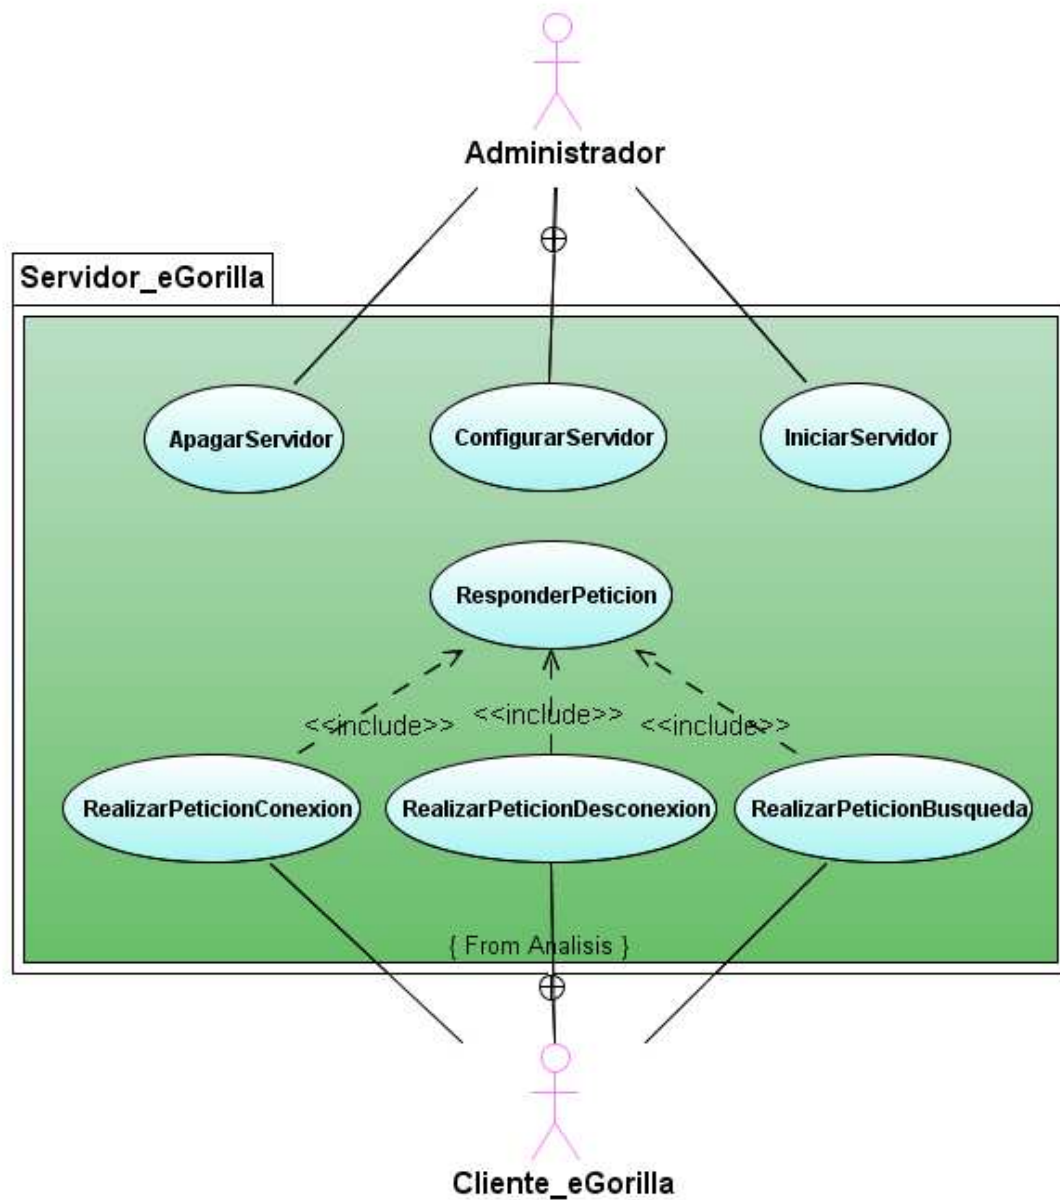 Administrador
Servidor_eGorilla
ApagarServidor
ConfigurarServidor
IniciarServidor
ResponderPeticion
<<include>>
<<include>>
<<include>>
RealizarPeticionConexion
RealizarPeticionDesconexion
RealizarPeticionBusqueda
{ From Analisis }
Cliente_eGorilla